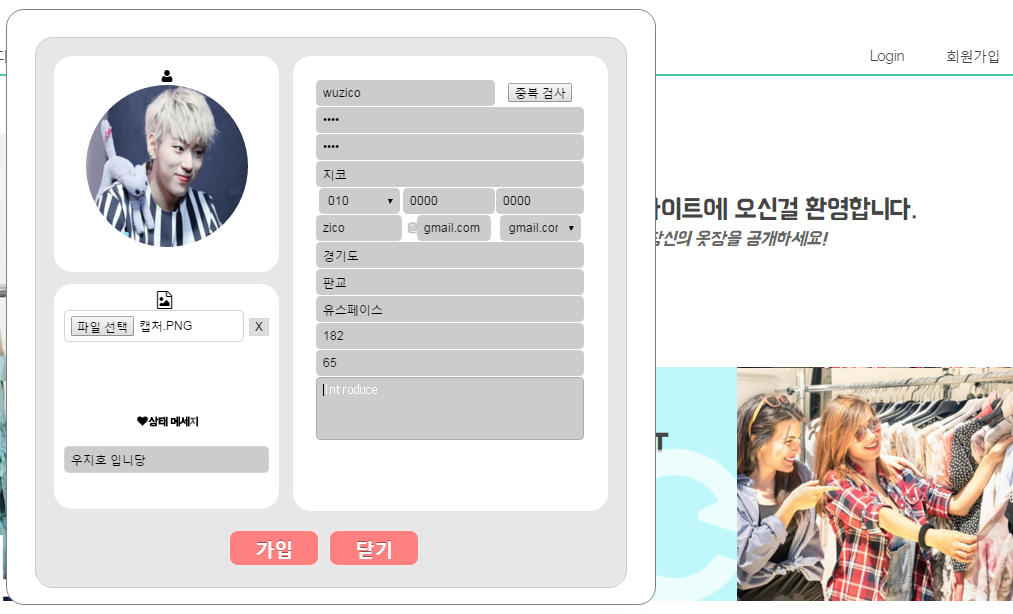 Login 회원가입
wuzico 중복 검사
••••
••••
지코
010 0000 0000
zico @ gmail.com gmail.cor
경기도
판교
유스페이스
182
65
Introduce
파일 선택 캡처.PNG X
상태 메세지
우지호 입니당
가입 닫기
이트에 오신걸 환영합니다.
당신의 옷장을 공개하세요!
T